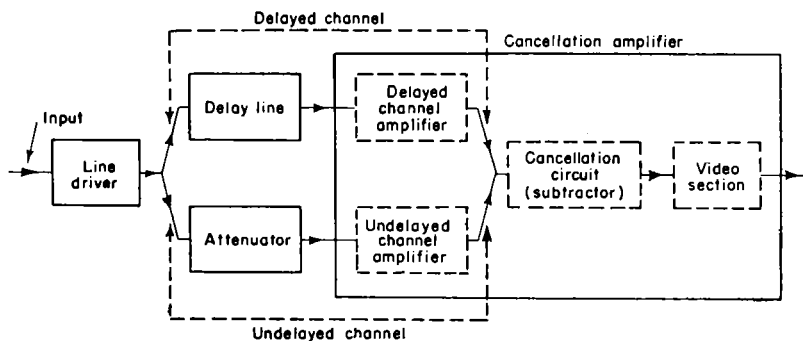 Delayed channel
Cancellation amplifier
Input
Line
driver
Delay line
Delayed
channel
amplifier
Attenuator
Undelayed
channel
amplifier
Cancellation
circuit
(subtractor)
Video
section
Undelayed channel